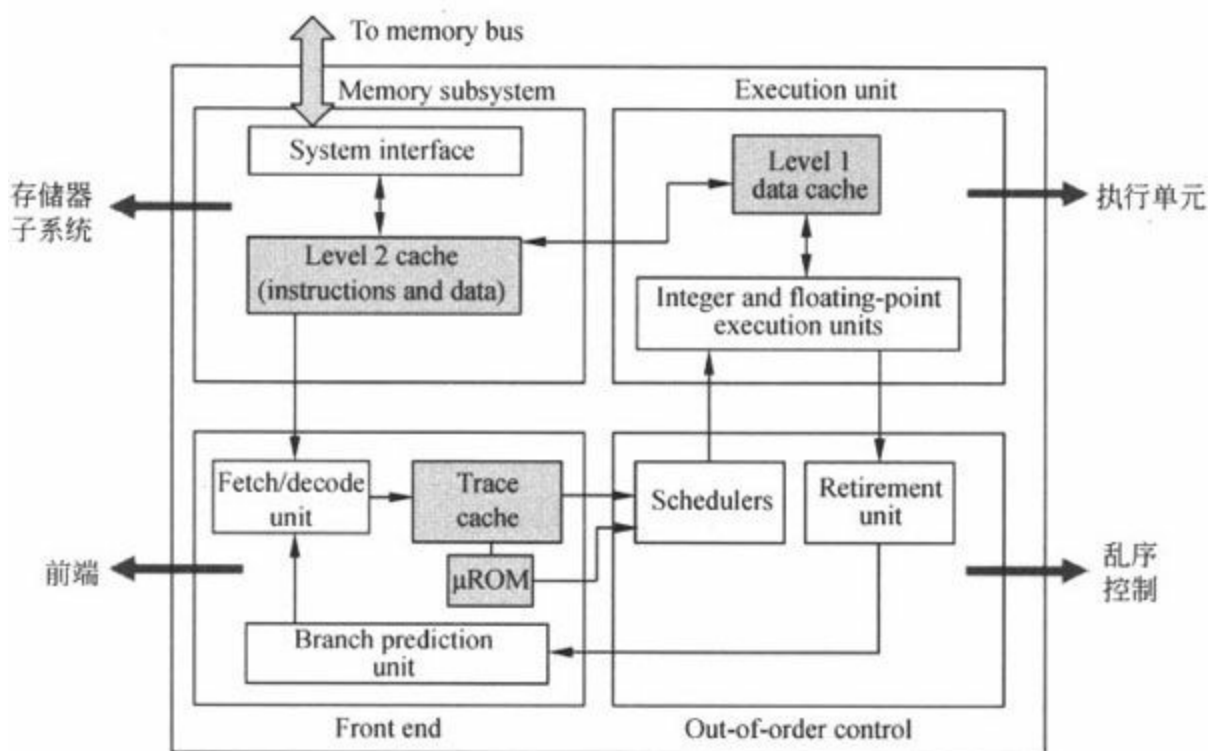 To memory bus
Memory subsystem
Execution unit
System interface
Level 1
data cache
存储器
子系统
执行单元
Level 2 cache
(instructions and data)
Integer and floating-point
execution units
Fetch/decode
unit
Trace
cache
Schedulers
Retirement
unit
前端
μROM
乱序
控制
Branch prediction
unit
Front end
Out-of-order control